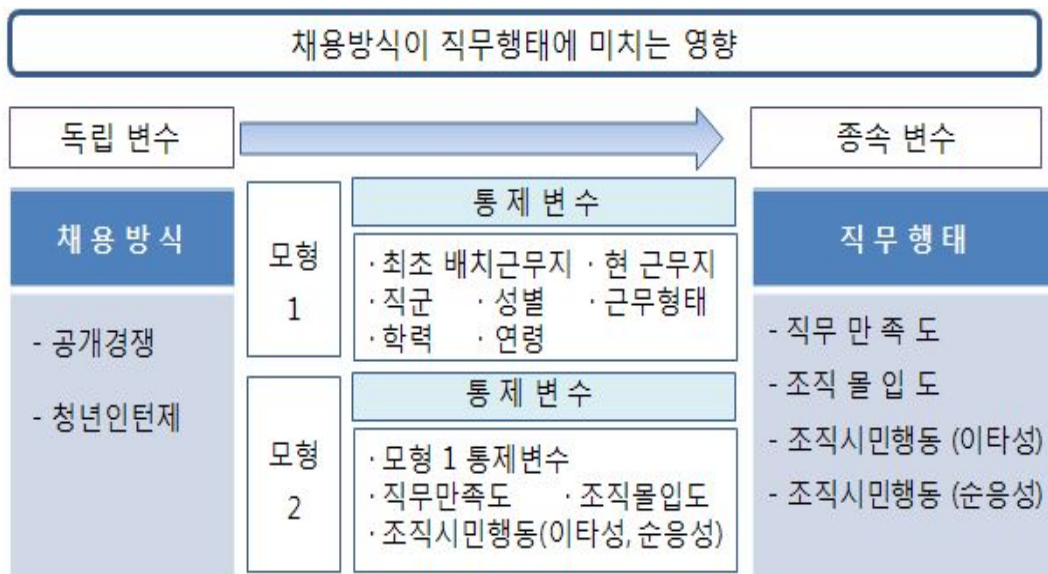 채용방식이 직무행태에 미치는 영향
독립 변수
종속 변수
채 용 방 식
- 공개경쟁
- 청년인턴제
모형
1
통 제 변 수
· 최초 배치근무지 · 현 근무지
· 직군 · 성별 · 근무형태
· 학력 · 연령
모형
2
통 제 변 수
· 모형 1 통제변수
· 직무만족도 · 조직몰입도
· 조직시민행동(이타성, 순응성)
직 무 행 태
- 직무 만 족 도
- 조직 몰 입 도
- 조직시민행동 (이타성)
- 조직시민행동 (순응성)